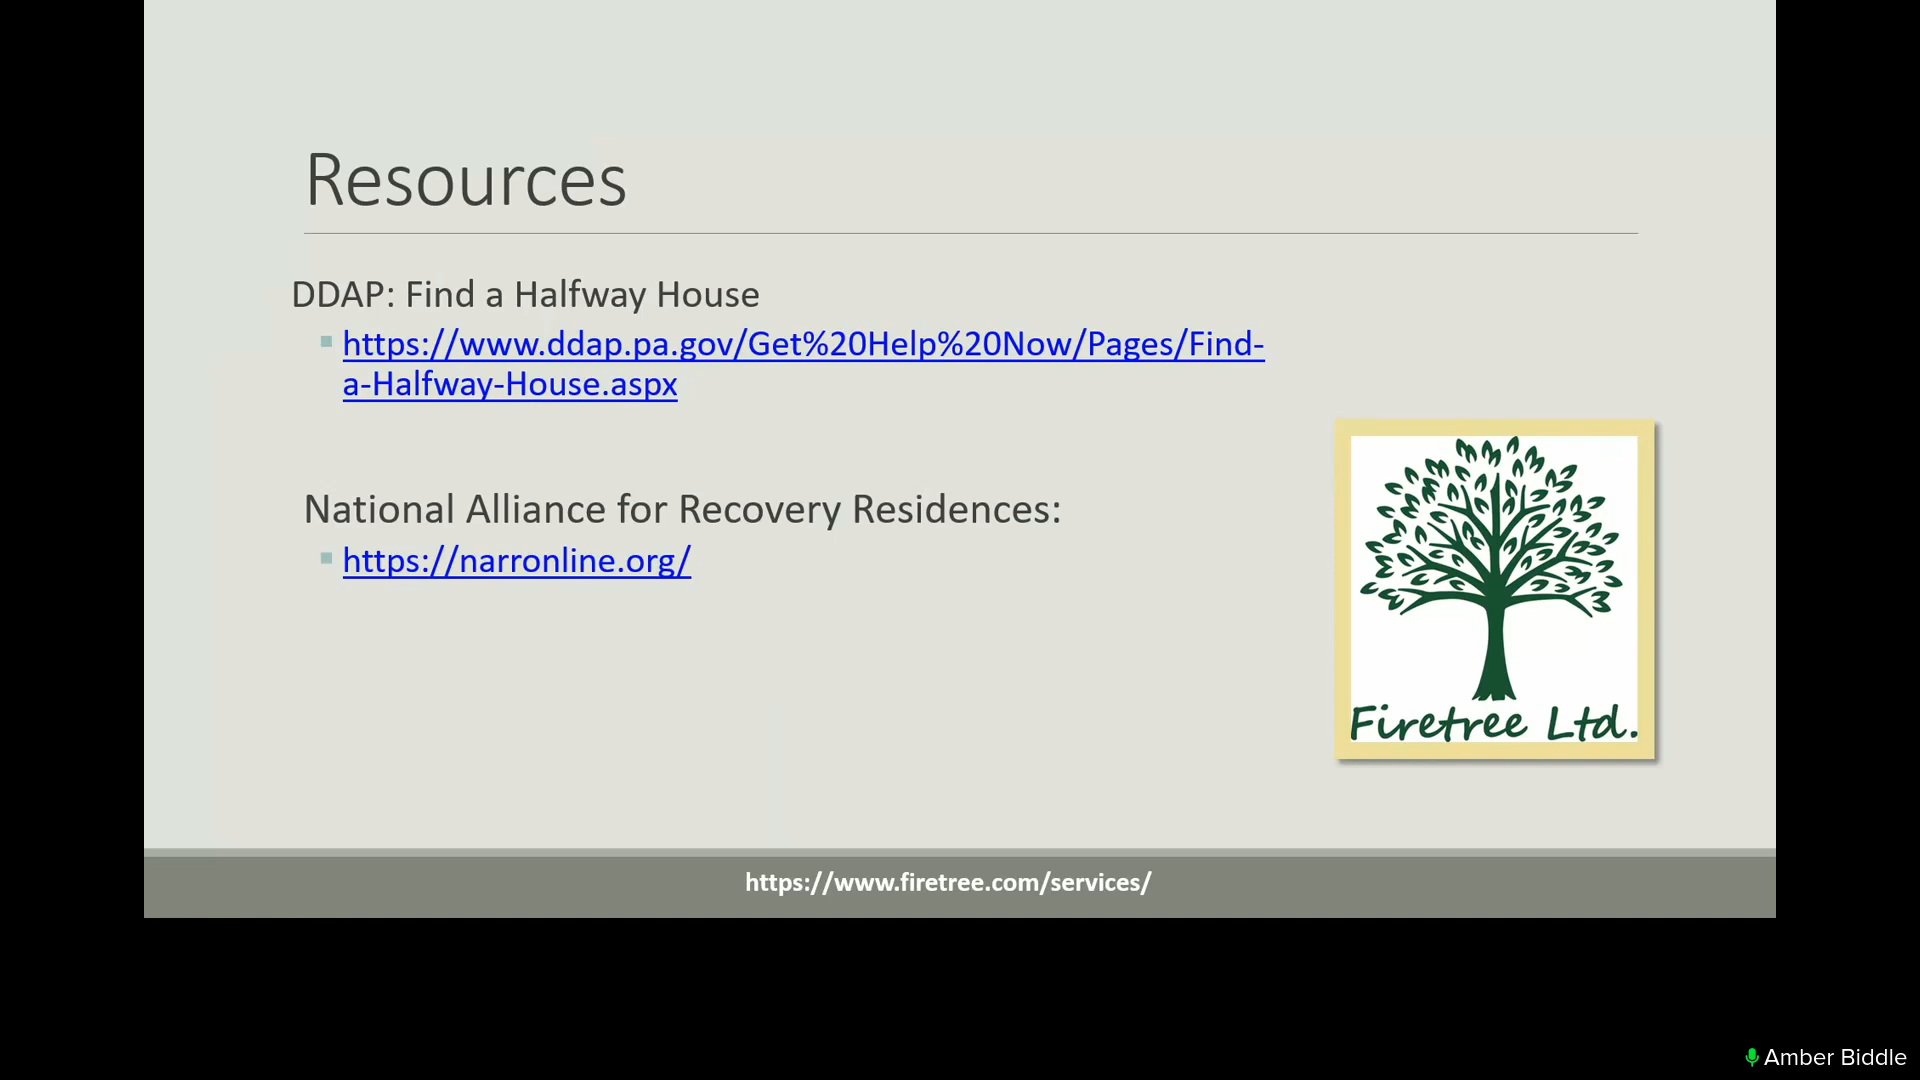 Resources
DDAP: Find a Halfway House
https://www.ddap.pa.gov/Get%20Help%20Now/Pages/Find-
a-Halfway-House.aspx
National Alliance for Recovery Residences:
https://narronline.org/
Firetree Ltd.
https://www.firetree.com/services/
Amber Biddle